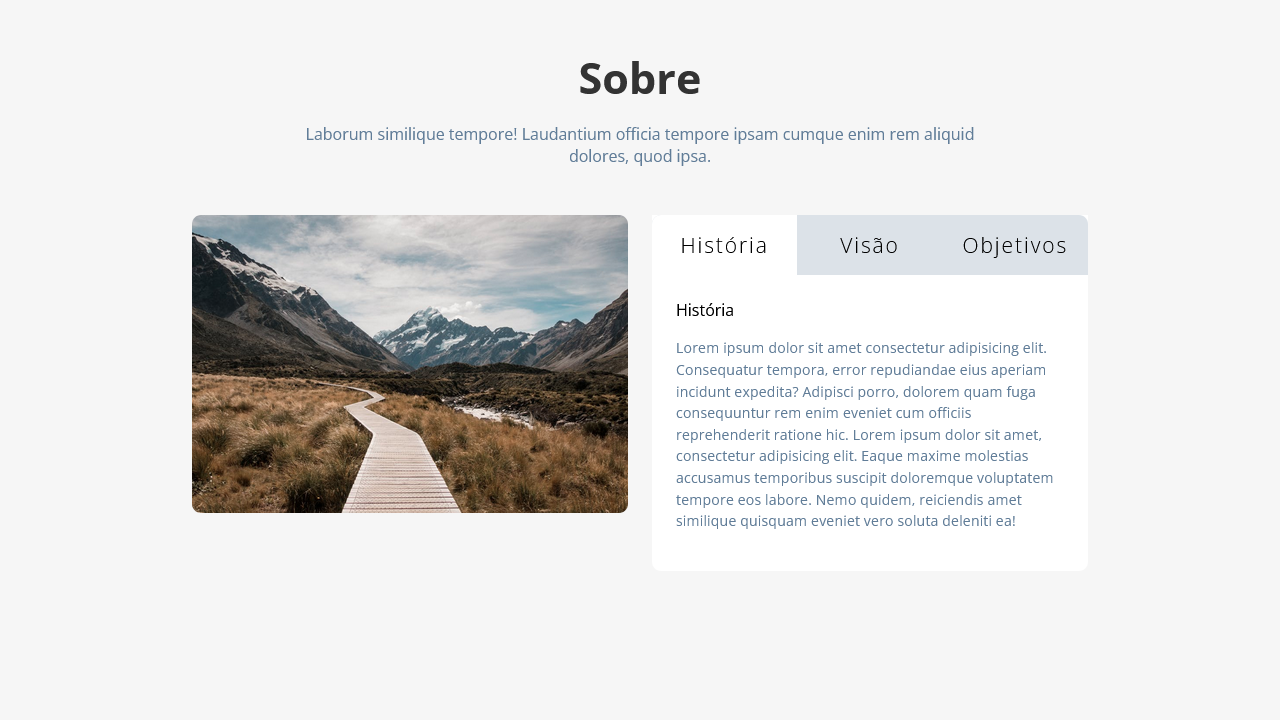 Sobre
Laborum similique tempore! Laudantium officia tempore ipsam cumque enim rem aliquid
dolores, quod ipsa.
História
Visão
Objetivos
História
Lorem ipsum dolor sit amet consectetur adipisicing elit.
Consequatur tempora, error repudiandae eius aperiam
incidunt expedita? Adipisci porro, dolorem quam fuga
consequuntur rem enim eveniet cum officiis
reprehenderit ratione hic. Lorem ipsum dolor sit amet,
consectetur adipisicing elit. Eaque maxime molestias
accusamus temporibus suscipit doloremque voluptatem
tempore eos labore. Nemo quidem, reiciendis amet
similique quisquam eveniet vero soluta deleniti ea!